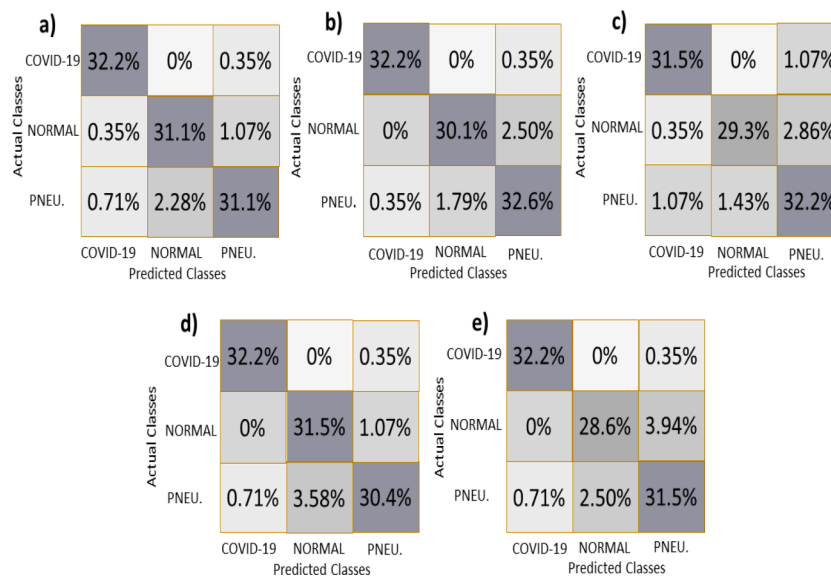 a)
Actual Classes
COVID-19 32.2% 0% 0.35%
NORMAL 0.35% 31.1% 1.07%
PNEU. 0.71% 2.28% 31.1%
COVID-19 NORMAL PNEU.
Predicted Classes
b)
Actual Classes
COVID-19 32.2% 0% 0.35%
NORMAL 0% 30.1% 2.50%
PNEU. 0.35% 1.79% 32.6%
COVID-19 NORMAL PNEU.
Predicted Classes
c)
Actual Classes
COVID-19 31.5% 0% 1.07%
NORMAL 0.35% 29.3% 2.86%
PNEU. 1.07% 1.43% 32.2%
COVID-19 NORMAL PNEU.
Predicted Classes
d)
Actual Classes
COVID-19 32.2% 0% 0.35%
NORMAL 0% 31.5% 1.07%
PNEU. 0.71% 3.58% 30.4%
COVID-19 NORMAL PNEU.
Predicted Classes
e)
Actual Classes
COVID-19 32.2% 0% 0.35%
NORMAL 0% 28.6% 3.94%
PNEU. 0.71% 2.50% 31.5%
COVID-19 NORMAL PNEU.
Predicted Classes